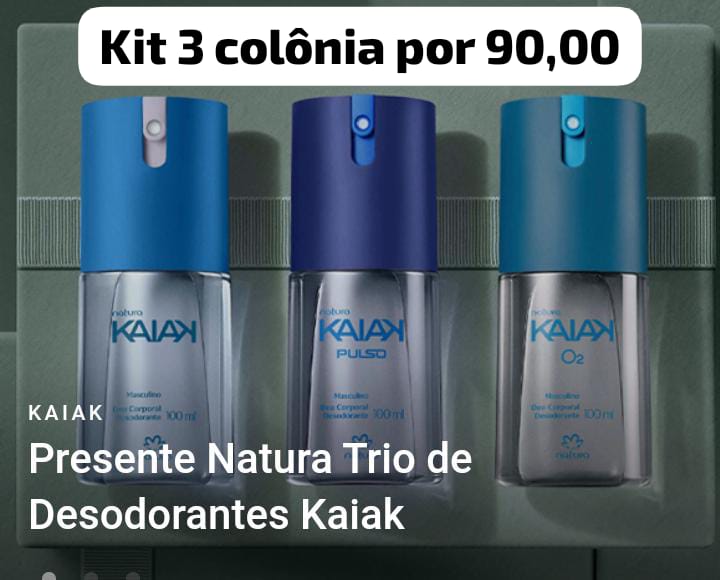 Kit 3 colônia por 90,00
natura
KAIAK
Masculino
Deo Corporal
Desodorante 100 ml
natura
KAIAK
PULSO
Masculino
Deo Corporal
Desodorante 100 ml
natura
natura
KAIAK
O2
Masculino
Deo Corporal
Desodorante 100 ml
natura
KAIAK
Presente Natura Trio de
Desodorantes Kaiak